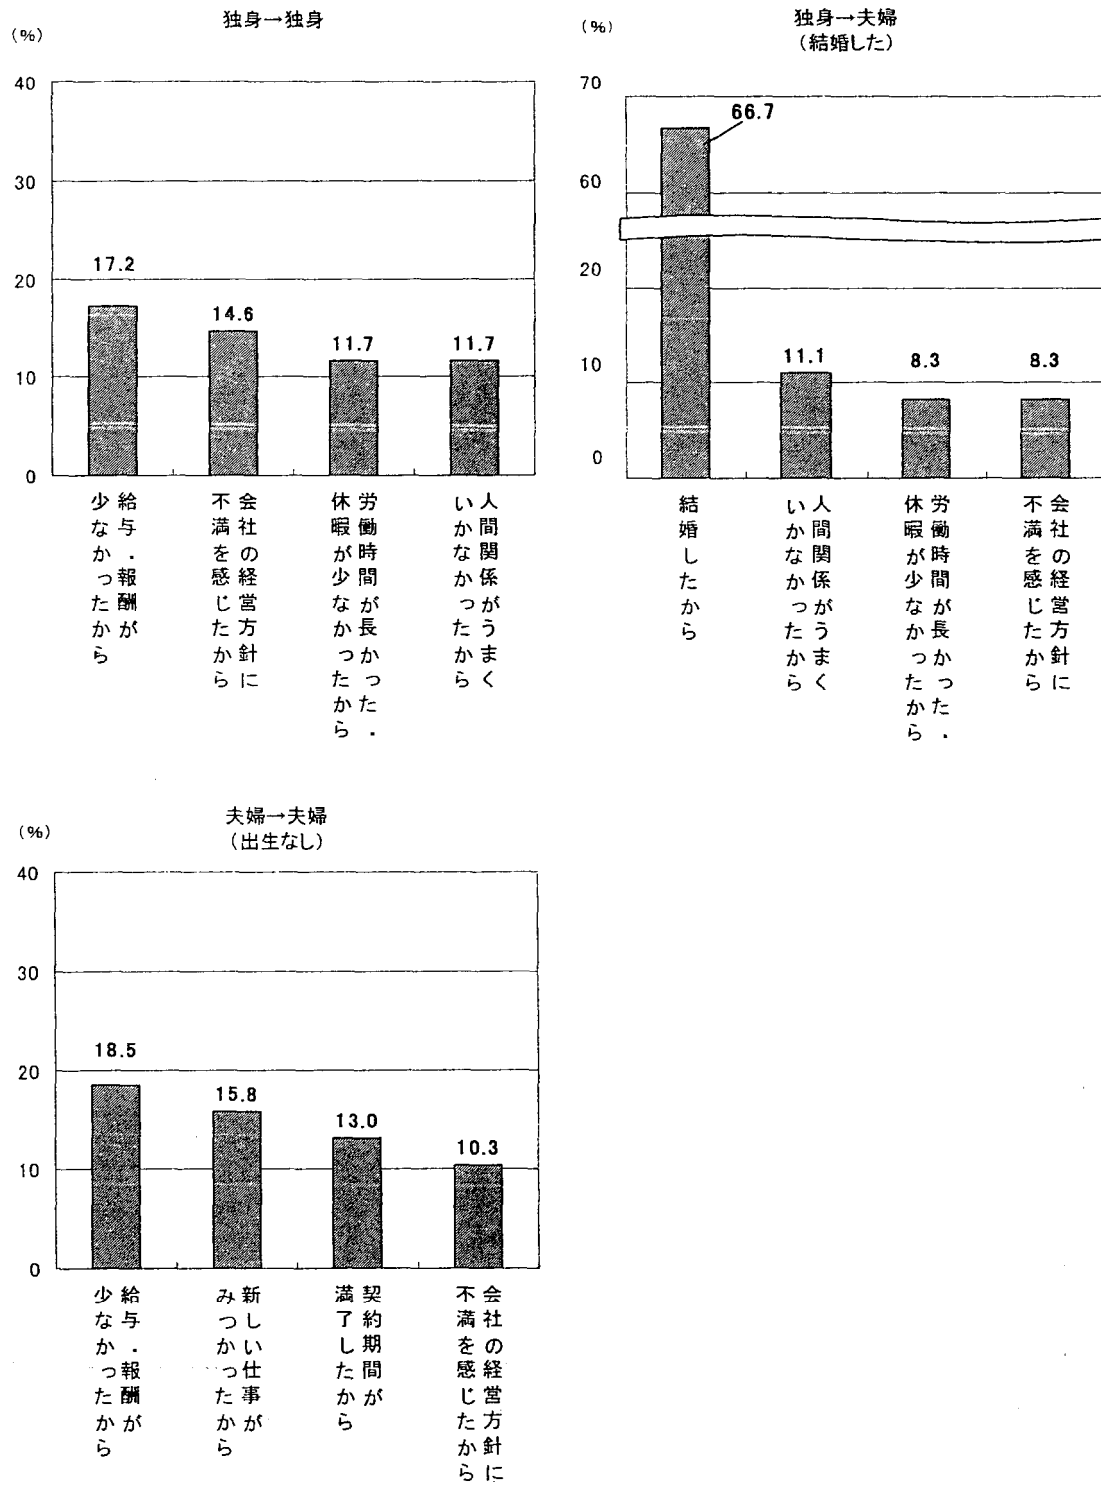 独身→独身
(%)
40
30
20
10
0
17.2
14.6
11.7
11.7
給与・報酬が
少なかったから
会社の経営方針に
不満を感じたから
労働時間が長かった・
休暇が少なかったから
人間関係がうまく
いかなかったから
独身→夫婦
(結婚した)
(%)
70
60
20
10
0
66.7
11.1
8.3
8.3
結婚したから
人間関係がうまく
いかなかったから
労働時間が長かった・
休暇が少なかったから
会社の経営方針に
不満を感じたから
夫婦→夫婦
(出生なし)
(%)
40
30
20
10
0
18.5
15.8
13.0
10.3
給与・報酬が
少なかったから
新しい仕事が
みつかったから
契約期間が
満了したから
会社の経営方針に
不満を感じたから